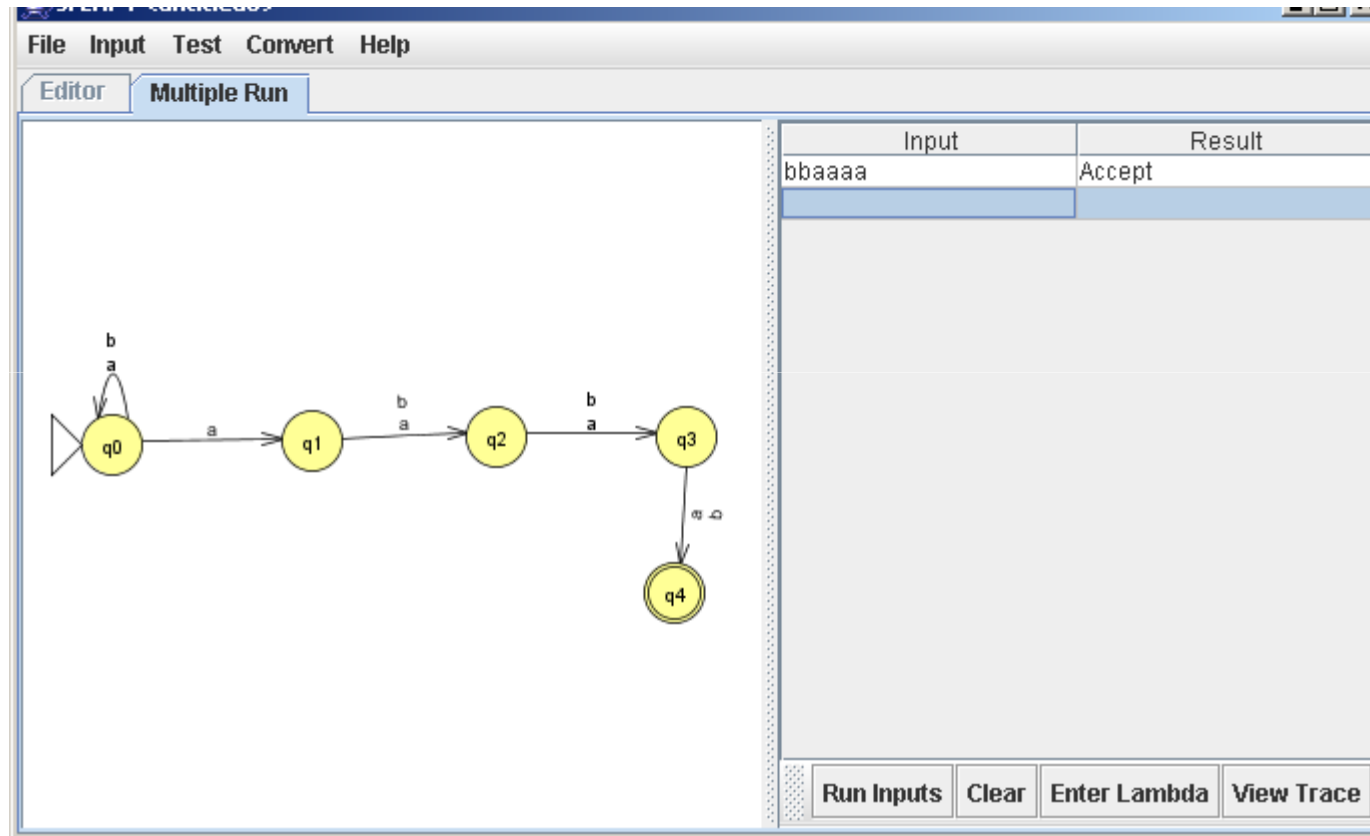 File Input Test Convert Help
Editor Multiple Run
Input Result
bbaaaa Accept
b
a
q0
a
q1
b
a
q2
b
a
q3
a
b
q4
Run Inputs Clear Enter Lambda View Trace